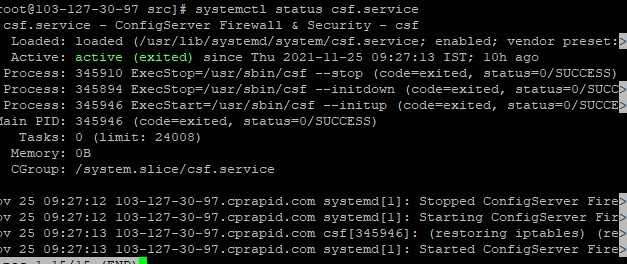 root@103-127-30-97 src]# systemctl status csf.service
csf.service - ConfigServer Firewall & Security - csf
Loaded: loaded (/usr/lib/systemd/system/csf.service; enabled; vendor preset:>
Active: active (exited) since Thu 2021-11-25 09:27:13 IST; 10h ago
Process: 345910 ExecStop=/usr/sbin/csf --stop (code=exited, status=0/SUCCESS)
Process: 345894 ExecStop=/usr/sbin/csf --initdown (code=exited, status=0/SUCC>
Process: 345946 ExecStart=/usr/sbin/csf --initup (code=exited, status=0/SUCCE>
Main PID: 345946 (code=exited, status=0/SUCCESS)
Tasks: 0 (limit: 24008)
Memory: 0B
CGroup: /system.slice/csf.service
ov 25 09:27:12 103-127-30-97.cprapid.com systemd[1]: Stopped ConfigServer Fire>
ov 25 09:27:12 103-127-30-97.cprapid.com systemd[1]: Starting ConfigServer Fir>
ov 25 09:27:13 103-127-30-97.cprapid.com csf[345946]: (restoring iptables) (re>
ov 25 09:27:13 103-127-30-97.cprapid.com systemd[1]: Started ConfigServer Fire>
nes 1-15/15 (END)